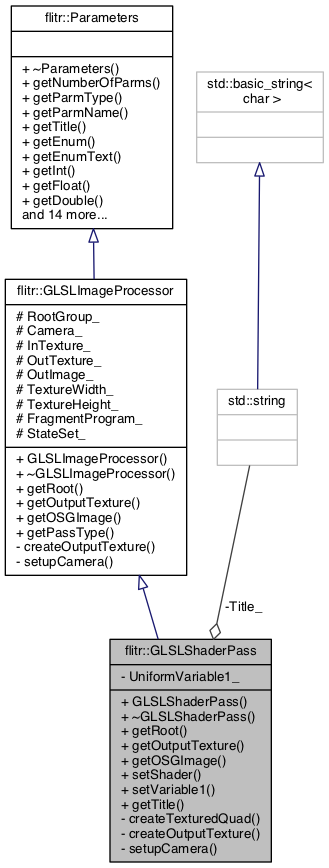 flitr::Parameters
+ ~Parameters()
+ getNumberOfParms()
+ getParmType()
+ getParmName()
+ getTitle()
+ getEnum()
+ getEnumText()
+ getInt()
+ getFloat()
+ getDouble()
and 14 more...
std::basic_string<
char >
flitr::GLSLImageProcessor
# RootGroup_
# Camera_
# InTexture_
# OutTexture_
# OutImage_
# TextureWidth_
# TextureHeight_
# FragmentProgram_
# StateSet_
+ GLSLImageProcessor()
+ ~GLSLImageProcessor()
+ getRoot()
+ getOutputTexture()
+ getOSGImage()
+ getPassType()
- createOutputTexture()
- setupCamera()
std::string
-Title_
flitr::GLSLShaderPass
- UniformVariable1_
+ GLSLShaderPass()
+ ~GLSLShaderPass()
+ getRoot()
+ getOutputTexture()
+ getOSGImage()
+ setShader()
+ setVariable1()
+ getTitle()
- createTexturedQuad()
- createOutputTexture()
- setupCamera()